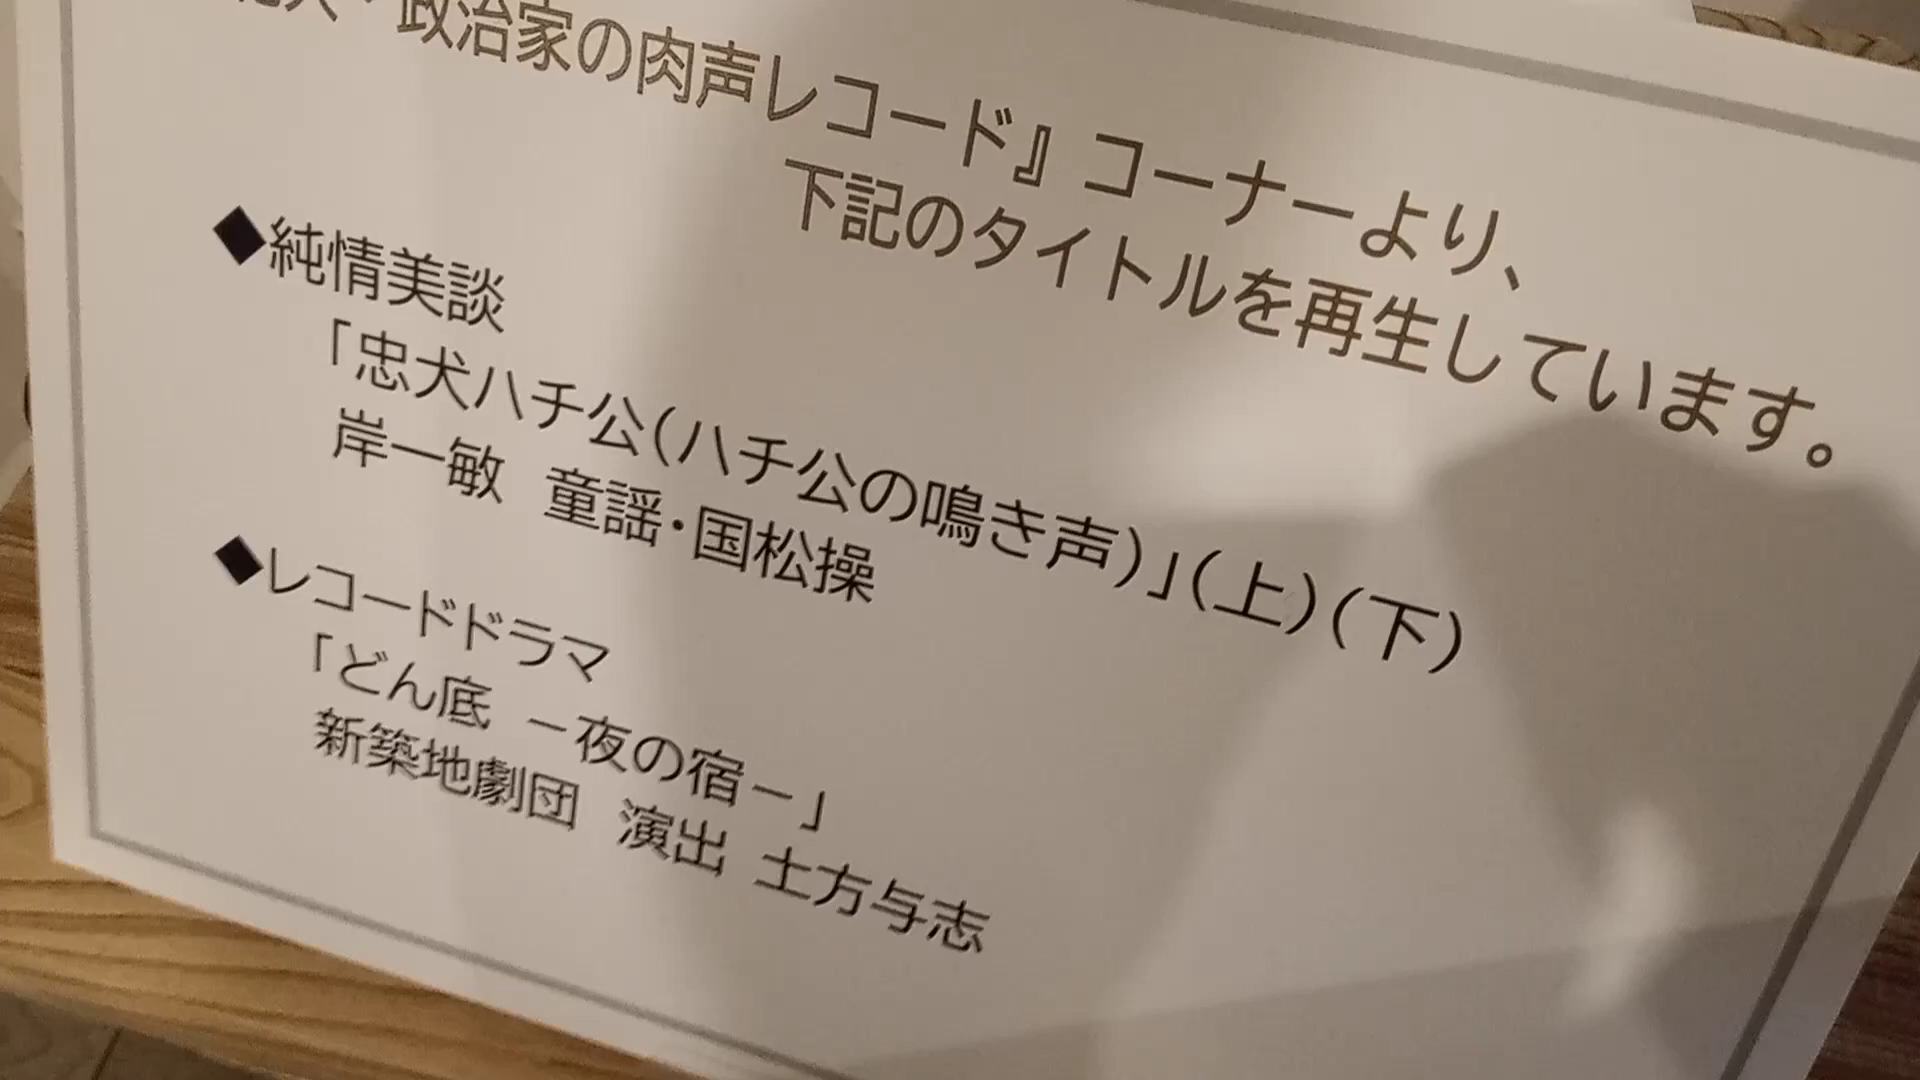 ・政治家の肉声レコード』コーナーより、
下記のタイトルを再生しています。
◆純情美談
「忠犬ハチ公(ハチ公の鳴き声)」(上)(下)
岸一敏 童謡・国松操
◆レコードドラマ
「どん底 －夜の宿－」
新築地劇団 演出 土方与志